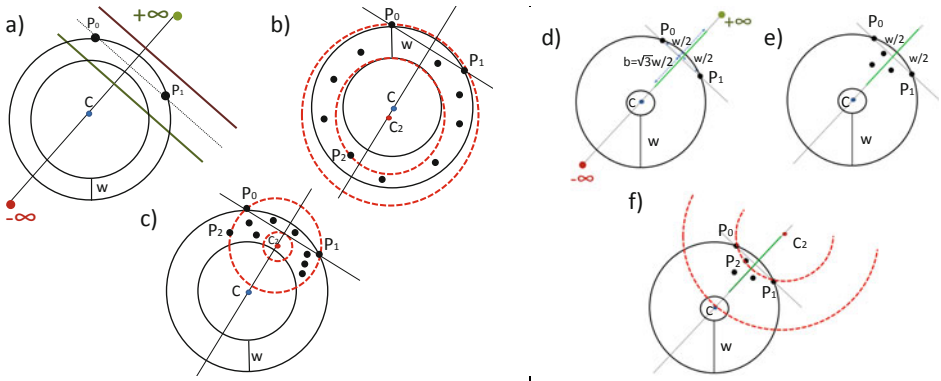 a)
+∞
P₀
P₁
C
w
-∞
b)
P₀
w
P₁
C
C₂
P₂
c)
P₀
P₂
C₂
P₁
C
w
d)
+∞
P₀
w/2
b=√3w/2
w/2
P₁
C
w
-∞
e)
P₀
w/2
w/2
P₁
C
w
f)
P₀
C₂
P₂
P₁
C
w